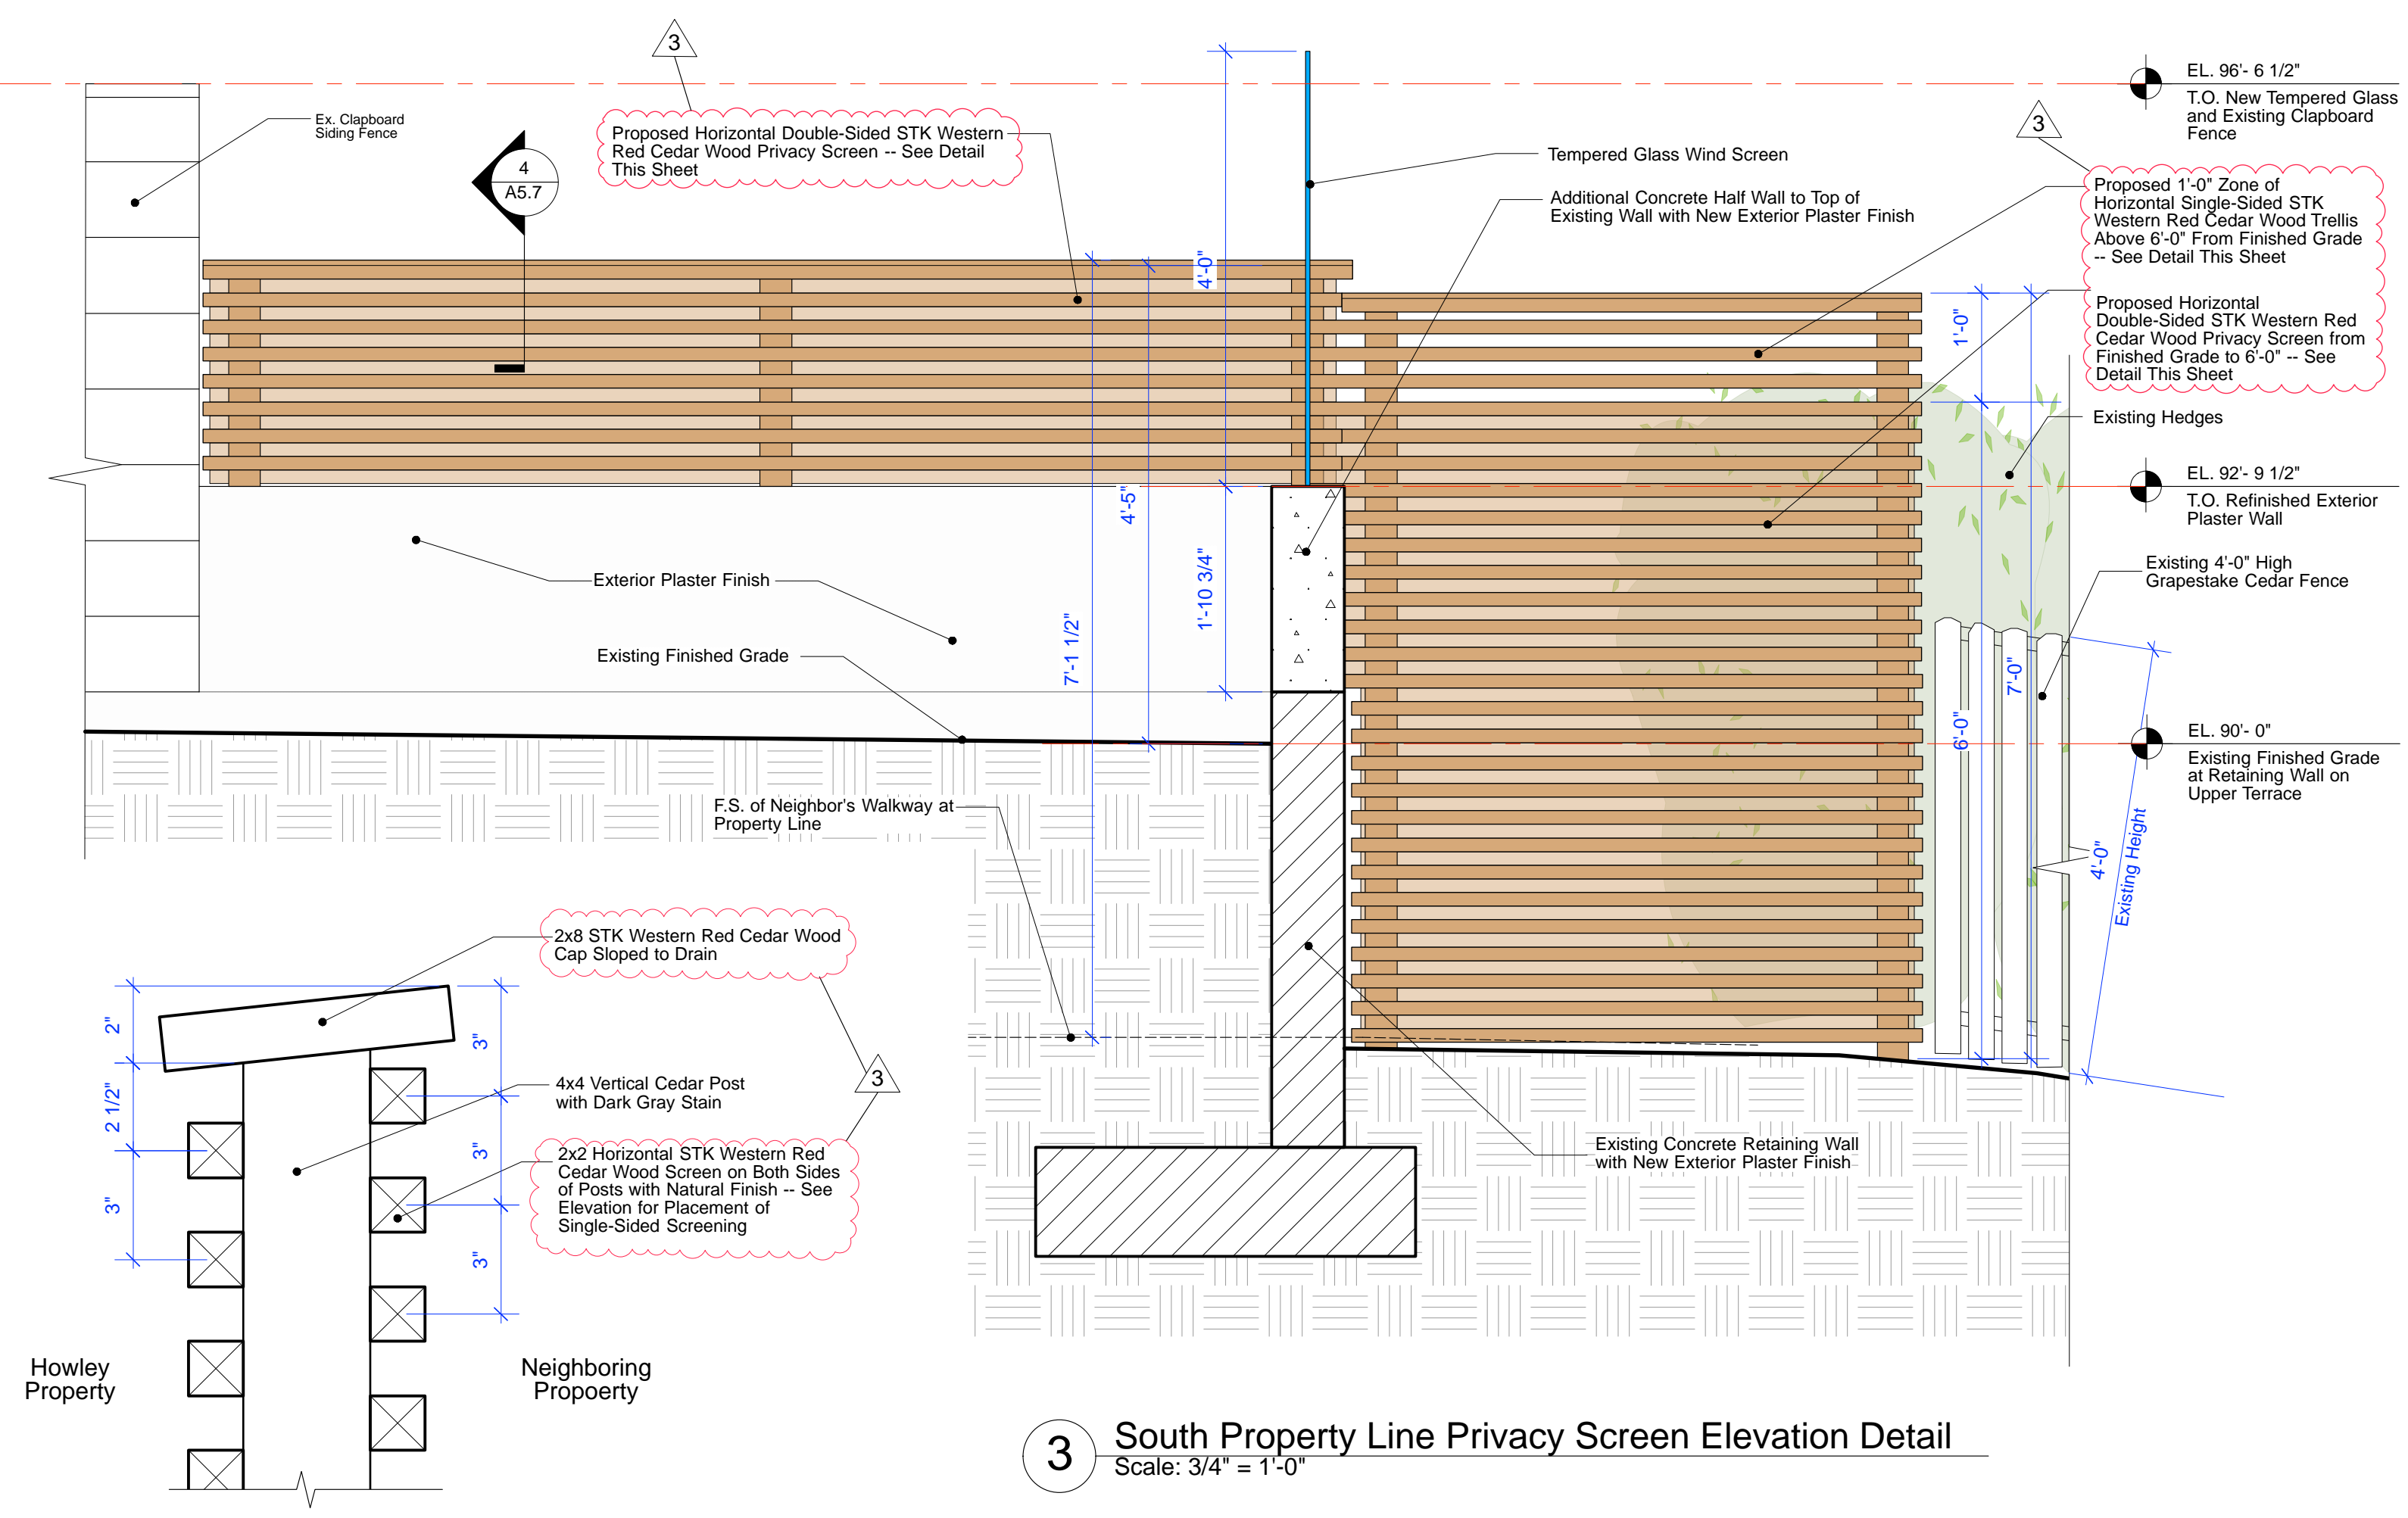 3
EL. 96'- 6 1/2"
T.O. New Tempered Glass
and Existing Clapboard
Fence
Ex. Clapboard
Siding Fence
4
A5.7
Proposed Horizontal Double-Sided STK Western
Red Cedar Wood Privacy Screen -- See Detail
This Sheet
Tempered Glass Wind Screen
Additional Concrete Half Wall to Top of
Existing Wall with New Exterior Plaster Finish
3
Proposed 1'-0" Zone of
Horizontal Single-Sided STK
Western Red Cedar Wood Trellis
Above 6'-0" From Finished Grade
-- See Detail This Sheet
Proposed Horizontal
Double-Sided STK Western Red
Cedar Wood Privacy Screen from
Finished Grade to 6'-0" -- See
Detail This Sheet
4'-0"
1'-0"
Existing Hedges
EL. 92'- 9 1/2"
T.O. Refinished Exterior
Plaster Wall
4'-5"
1'-10 3/4"
7'-1 1/2"
Exterior Plaster Finish
Existing Finished Grade
Existing 4'-0" High
Grapestake Cedar Fence
7'-0"
6'-0"
EL. 90'- 0"
Existing Finished Grade
at Retaining Wall on
Upper Terrace
4'-0"
Existing Height
F.S. of Neighbor's Walkway at
Property Line
2x8 STK Western Red Cedar Wood
Cap Sloped to Drain
3
4x4 Vertical Cedar Post
with Dark Gray Stain
2x2 Horizontal STK Western Red
Cedar Wood Screen on Both Sides
of Posts with Natural Finish -- See
Elevation for Placement of
Single-Sided Screening
2"
2 1/2"
3"
3"
3"
3"
Existing Concrete Retaining Wall
with New Exterior Plaster Finish
Howley
Property
Neighboring
Propoerty
3
South Property Line Privacy Screen Elevation Detail
Scale: 3/4" = 1'-0"